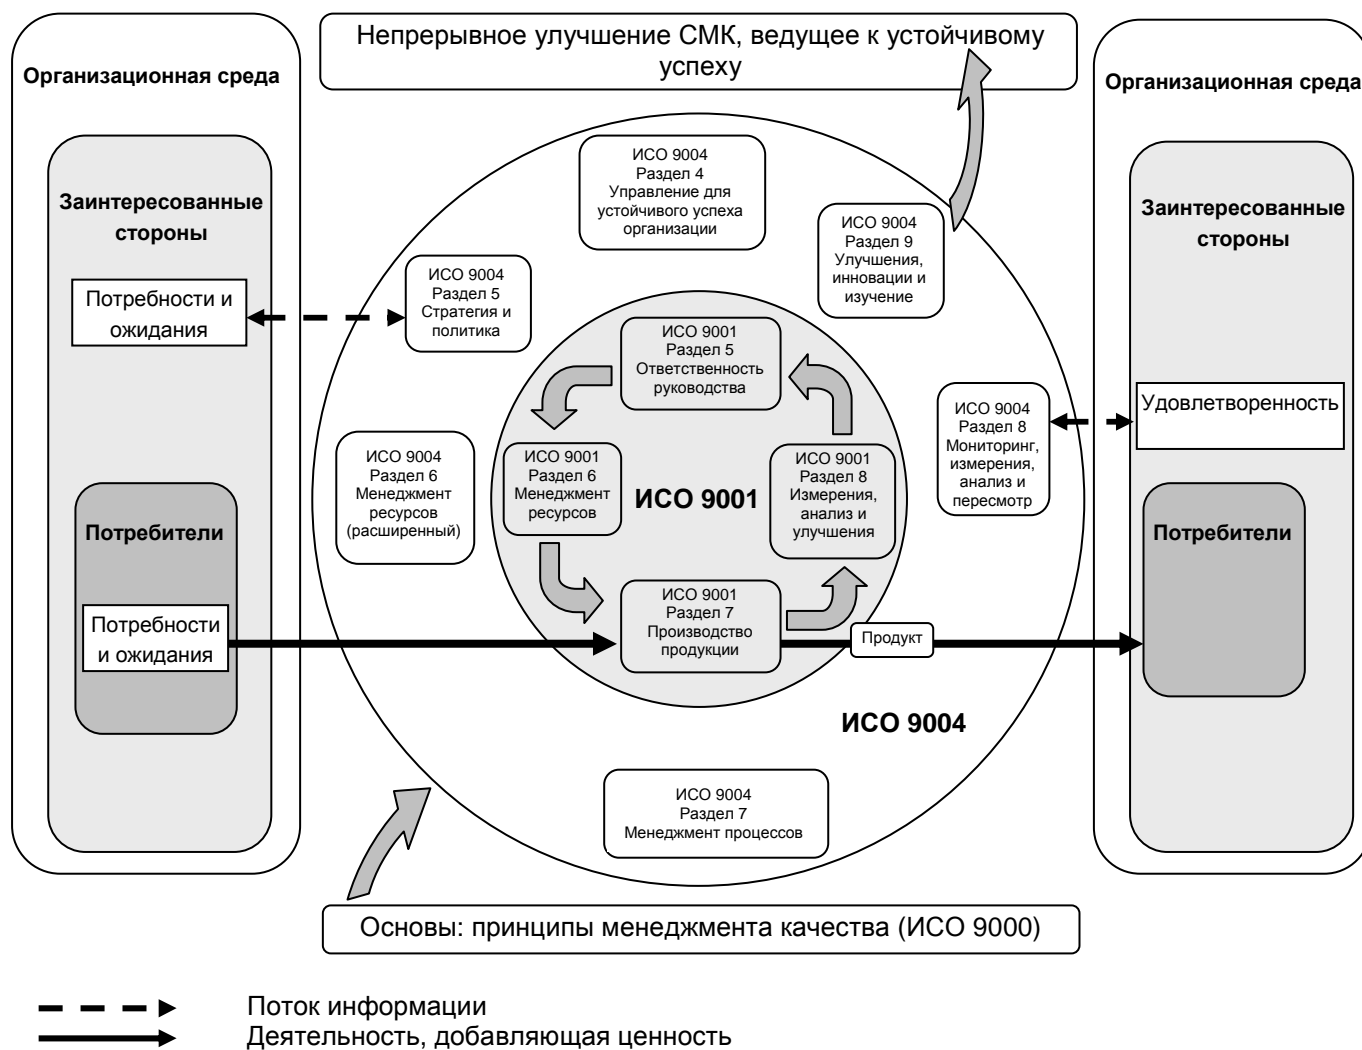 Непрерывное улучшение СМК, ведущее к устойчивому
успеху
Организационная среда
Заинтересованные
стороны
Потребности и
ожидания
Потребители
Потребности
и ожидания
ИСО 9004
Раздел 4
Управление для
устойчивого успеха
организации
ИСО 9004
Раздел 9
Улучшения,
инновации и
изучение
ИСО 9004
Раздел 5
Стратегия и
политика
ИСО 9001
Раздел 5
Ответственность
руководства
ИСО 9004
Раздел 6
Менеджмент
ресурсов
(расширенный)
ИСО 9001
Раздел 6
Менеджмент
ресурсов
ИСО 9001
ИСО 9001
Раздел 8
Измерения,
анализ и
улучшения
ИСО 9004
Раздел 8
Мониторинг,
измерения,
анализ и
пересмотр
ИСО 9001
Раздел 7
Производство
продукции
Продукт
ИСО 9004
ИСО 9004
Раздел 7
Менеджмент процессов
Организационная среда
Заинтересованные
стороны
Удовлетворенность
Потребители
Основы: принципы менеджмента качества (ИСО 9000)
Поток информации
Деятельность, добавляющая ценность